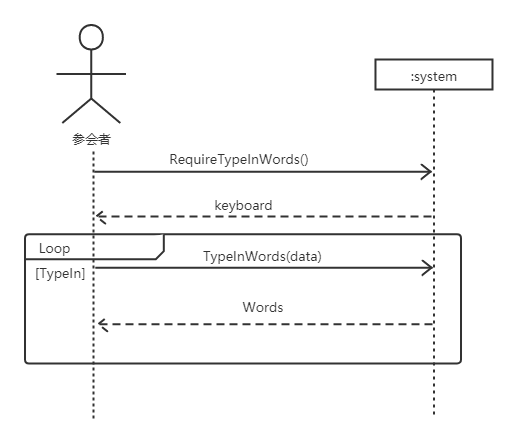 :system
参会者
RequireTypeInWords()
keyboard
Loop
TypeInWords(data)
[TypeIn]
Words